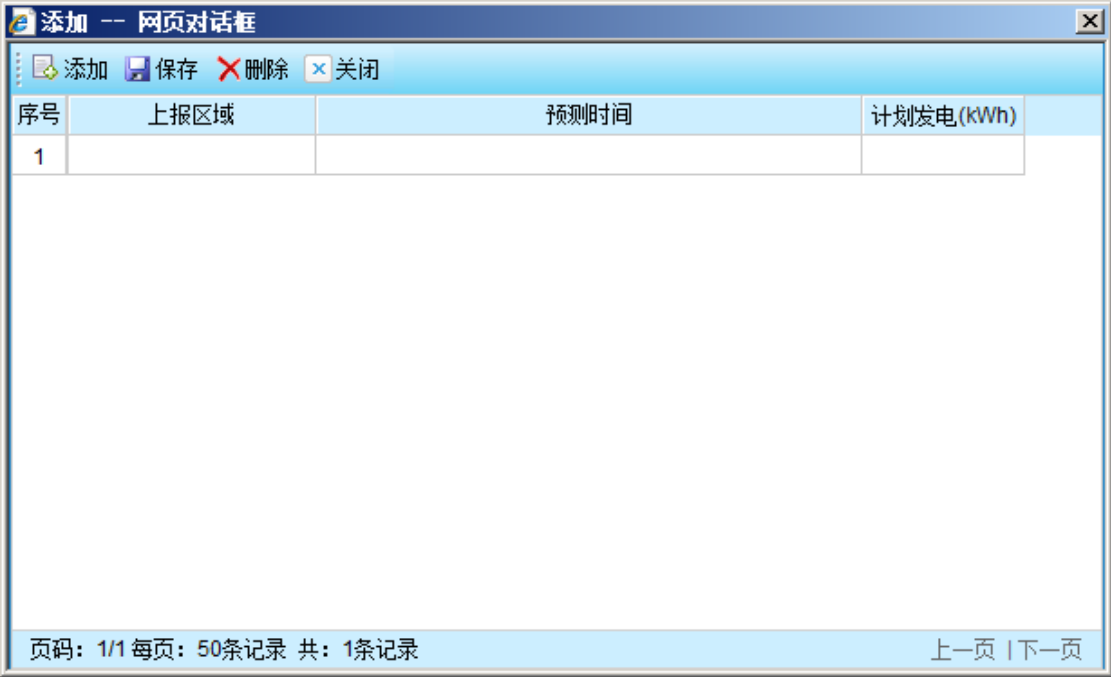 添加 -- 网页对话框
添加 保存 删除 关闭
序号 上报区域 预测时间 计划发电(kWh)
1
页码：1/1 每页：50条记录 共：1条记录 上一页 | 下一页